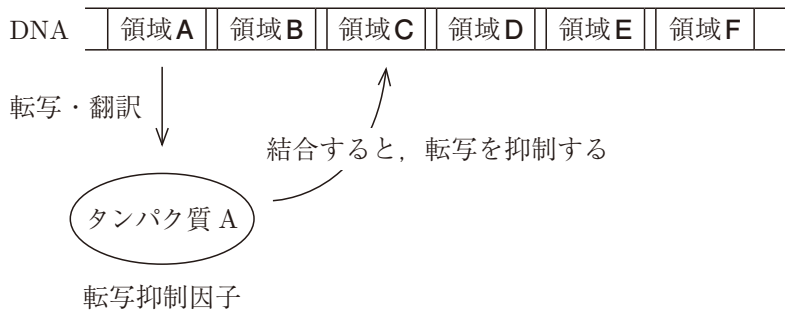 DNA 領域A 領域B 領域C 領域D 領域E 領域F
転写・翻訳
結合すると，転写を抑制する
タンパク質 A
転写抑制因子